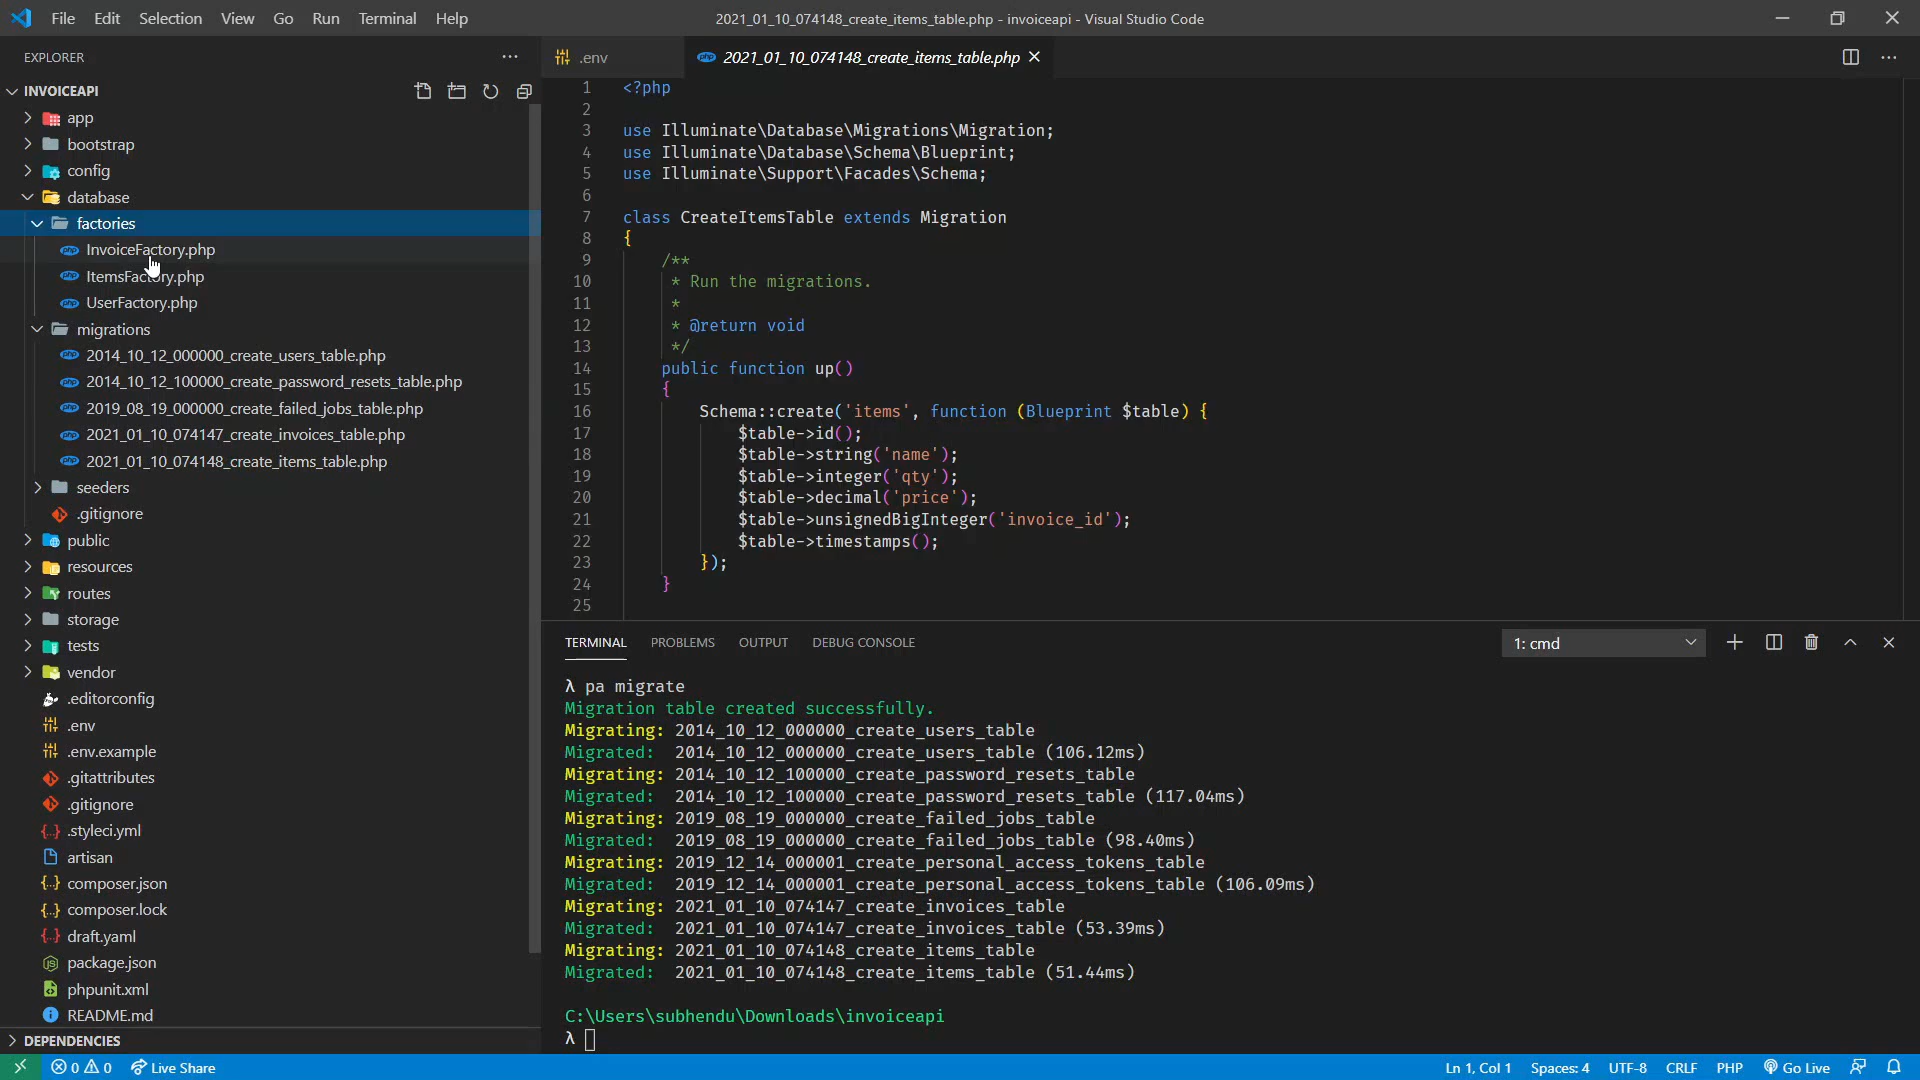 File Edit Selection View Go Run Terminal Help
2021_01_10_074148_create_items_table.php - invoiceapi - Visual Studio Code
EXPLORER
INVOICEAPI
app
bootstrap
config
database
factories
InvoiceFactory.php
ItemsFactory.php
UserFactory.php
migrations
2014_10_12_000000_create_users_table.php
2014_10_12_100000_create_password_resets_table.php
2019_08_19_000000_create_failed_jobs_table.php
2021_01_10_074147_create_invoices_table.php
2021_01_10_074148_create_items_table.php
seeders
.gitignore
public
resources
routes
storage
tests
vendor
.editorconfig
.env
.env.example
.gitattributes
.gitignore
.styleci.yml
artisan
composer.json
composer.lock
draft.yaml
package.json
phpunit.xml
README.md
DEPENDENCIES
.env
2021_01_10_074148_create_items_table.php
1 <?php
2
3 use Illuminate\Database\Migrations\Migration;
4 use Illuminate\Database\Schema\Blueprint;
5 use Illuminate\Support\Facades\Schema;
6
7 class CreateItemsTable extends Migration
8 {
9 /**
10 * Run the migrations.
11 *
12 * @return void
13 */
14 public function up()
15 {
16 Schema::create('items', function (Blueprint $table) {
17 $table->id();
18 $table->string('name');
19 $table->integer('qty');
20 $table->decimal('price');
21 $table->unsignedBigInteger('invoice_id');
22 $table->timestamps();
23 });
24 }
25
TERMINAL PROBLEMS OUTPUT DEBUG CONSOLE
1: cmd
λ pa migrate
Migration table created successfully.
Migrating: 2014_10_12_000000_create_users_table
Migrated: 2014_10_12_000000_create_users_table (106.12ms)
Migrating: 2014_10_12_100000_create_password_resets_table
Migrated: 2014_10_12_100000_create_password_resets_table (117.04ms)
Migrating: 2019_08_19_000000_create_failed_jobs_table
Migrated: 2019_08_19_000000_create_failed_jobs_table (98.40ms)
Migrating: 2019_12_14_000001_create_personal_access_tokens_table
Migrated: 2019_12_14_000001_create_personal_access_tokens_table (106.09ms)
Migrating: 2021_01_10_074147_create_invoices_table
Migrated: 2021_01_10_074147_create_invoices_table (53.39ms)
Migrating: 2021_01_10_074148_create_items_table
Migrated: 2021_01_10_074148_create_items_table (51.44ms)
C:\Users\subhendu\Downloads\invoiceapi
λ
0 0 Live Share
Ln 1, Col 1 Spaces: 4 UTF-8 CRLF PHP Go Live